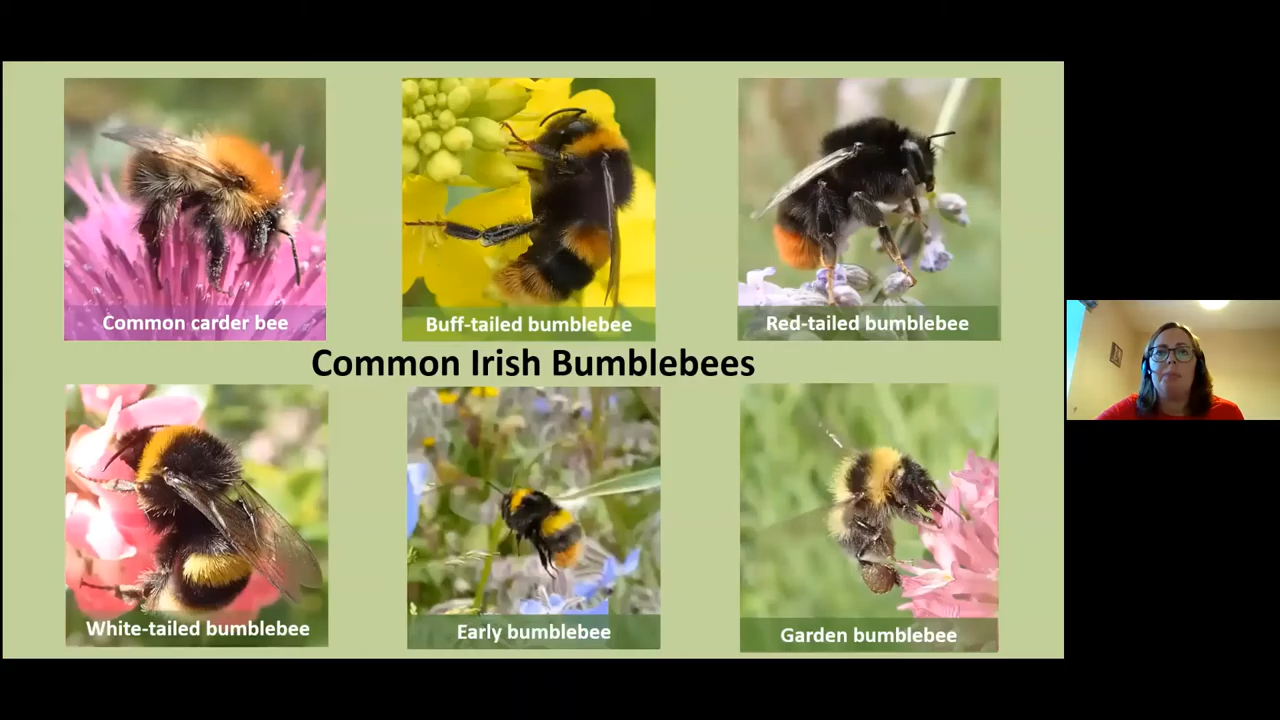 Common carder bee
Buff-tailed bumblebee
Red-tailed bumblebee
Common Irish Bumblebees
White-tailed bumblebee
Early bumblebee
Garden bumblebee